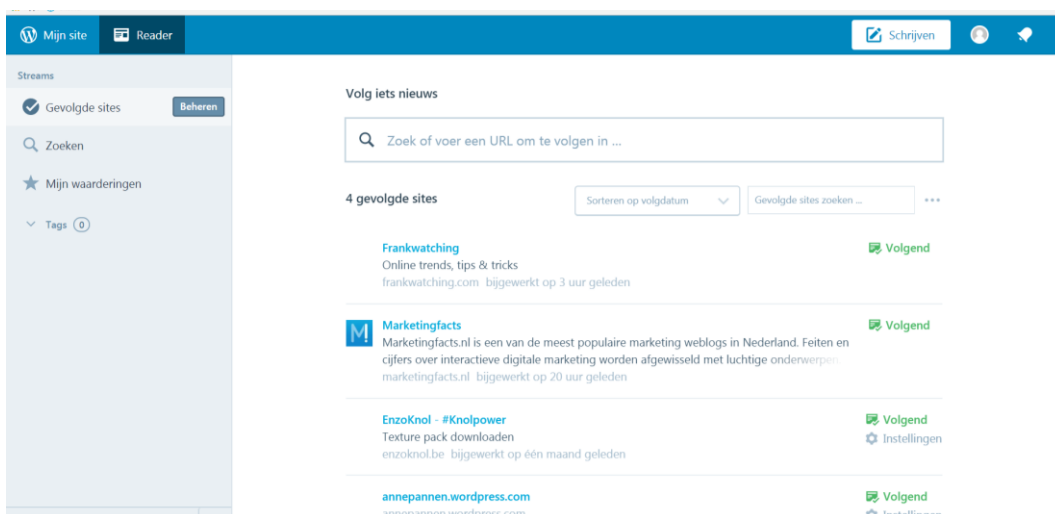 Mijn site
Reader
Schrijven
Streams
Gevolgde sites
Beheren
Zoeken
Mijn waarderingen
Tags 0
Volg iets nieuws
Zoek of voer een URL om te volgen in ...
4 gevolgde sites
Sorteren op volgdatum
Gevolgde sites zoeken ...
Frankwatching
Volgend
Online trends, tips & tricks
frankwatching.com bijgewerkt op 3 uur geleden
Marketingfacts
Volgend
Marketingfacts.nl is een van de meest populaire marketing weblogs in Nederland. Feiten en
cijfers over interactieve digitale marketing worden afgewisseld met luchtige onderwerpen
marketingfacts.nl bijgewerkt op 20 uur geleden
EnzoKnol - #Knolpower
Volgend
Texture pack downloaden
Instellingen
enzoknol.be bijgewerkt op één maand geleden
annepannen.wordpress.com
Volgend
annepannen.wordpress.com
Instellingen